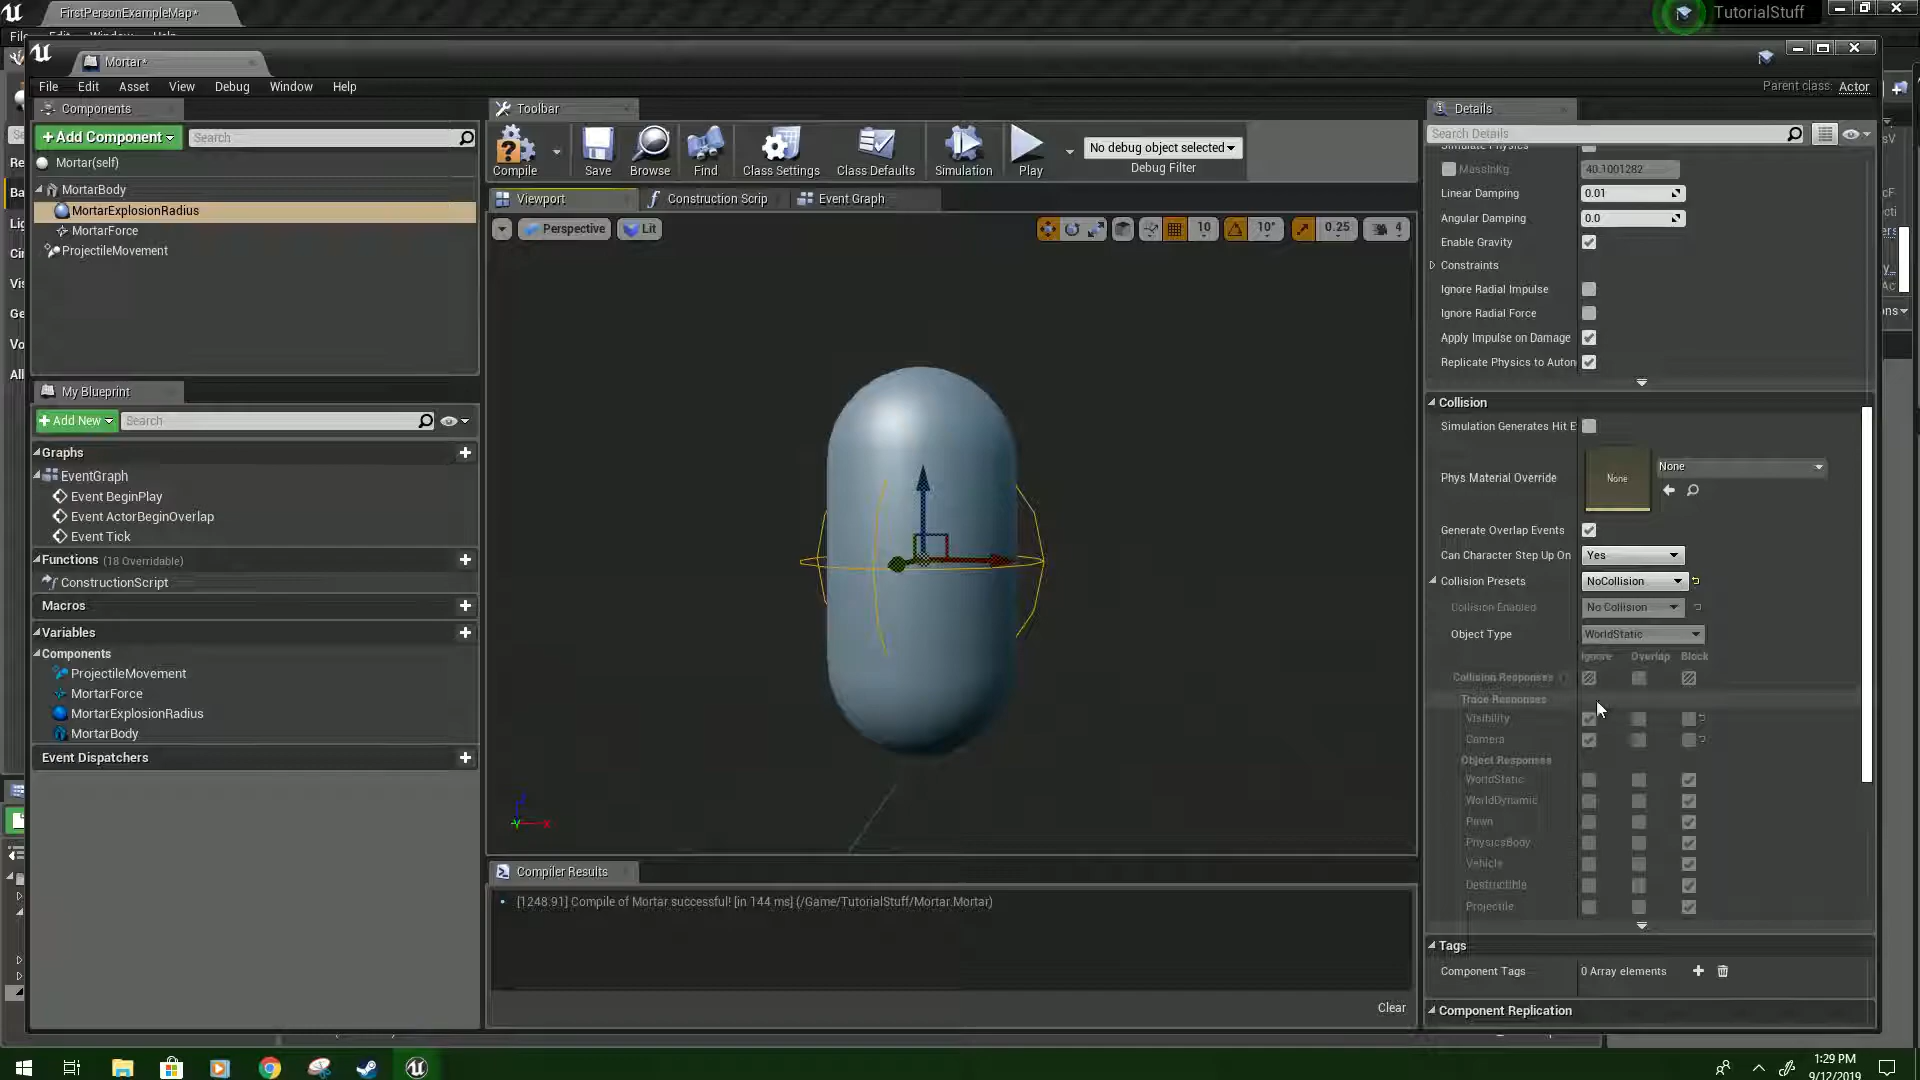 FirstPersonExampleMap*
TutorialStuff
File Edit Window Help
Mortar*
File Edit Asset View Debug Window Help
Parent class: Actor
Components
Toolbar
Details
+ Add Component
Search
Search Details
Mortar(self)
MortarBody
MortarExplosionRadius
MortarForce
ProjectileMovement
Compile
Save
Browse
Find
Class Settings
Class Defaults
Simulation
Play
No debug object selected
Debug Filter
Viewport
Construction Scrip
Event Graph
Perspective
Lit
10
10°
0.25
4
Simulate Physics
MassInKg 40.1001282
Linear Damping 0.01
Angular Damping 0.0
Enable Gravity
Constraints
Ignore Radial Impulse
Ignore Radial Force
Apply Impulse on Damage
Replicate Physics to Auton
My Blueprint
+ Add New
Search
Graphs
EventGraph
Event BeginPlay
Event ActorBeginOverlap
Event Tick
Functions (18 Overridable)
ConstructionScript
Macros
Variables
Components
ProjectileMovement
MortarForce
MortarExplosionRadius
MortarBody
Event Dispatchers
Collision
Simulation Generates Hit E
Phys Material Override
None
None
Generate Overlap Events
Can Character Step Up On Yes
Collision Presets NoCollision
Collision Enabled No Collision
Object Type WorldStatic
Ignore Overlap Block
Collision Responses
Trace Responses
Visibility
Camera
Object Responses
WorldStatic
WorldDynamic
Pawn
PhysicsBody
Vehicle
Destructible
Projectile
Tags
Component Tags 0 Array elements
Component Replication
Compiler Results
[1248.91] Compile of Mortar successful! [in 144 ms] (/Game/TutorialStuff/Mortar.Mortar)
Clear
1:29 PM
9/12/2019